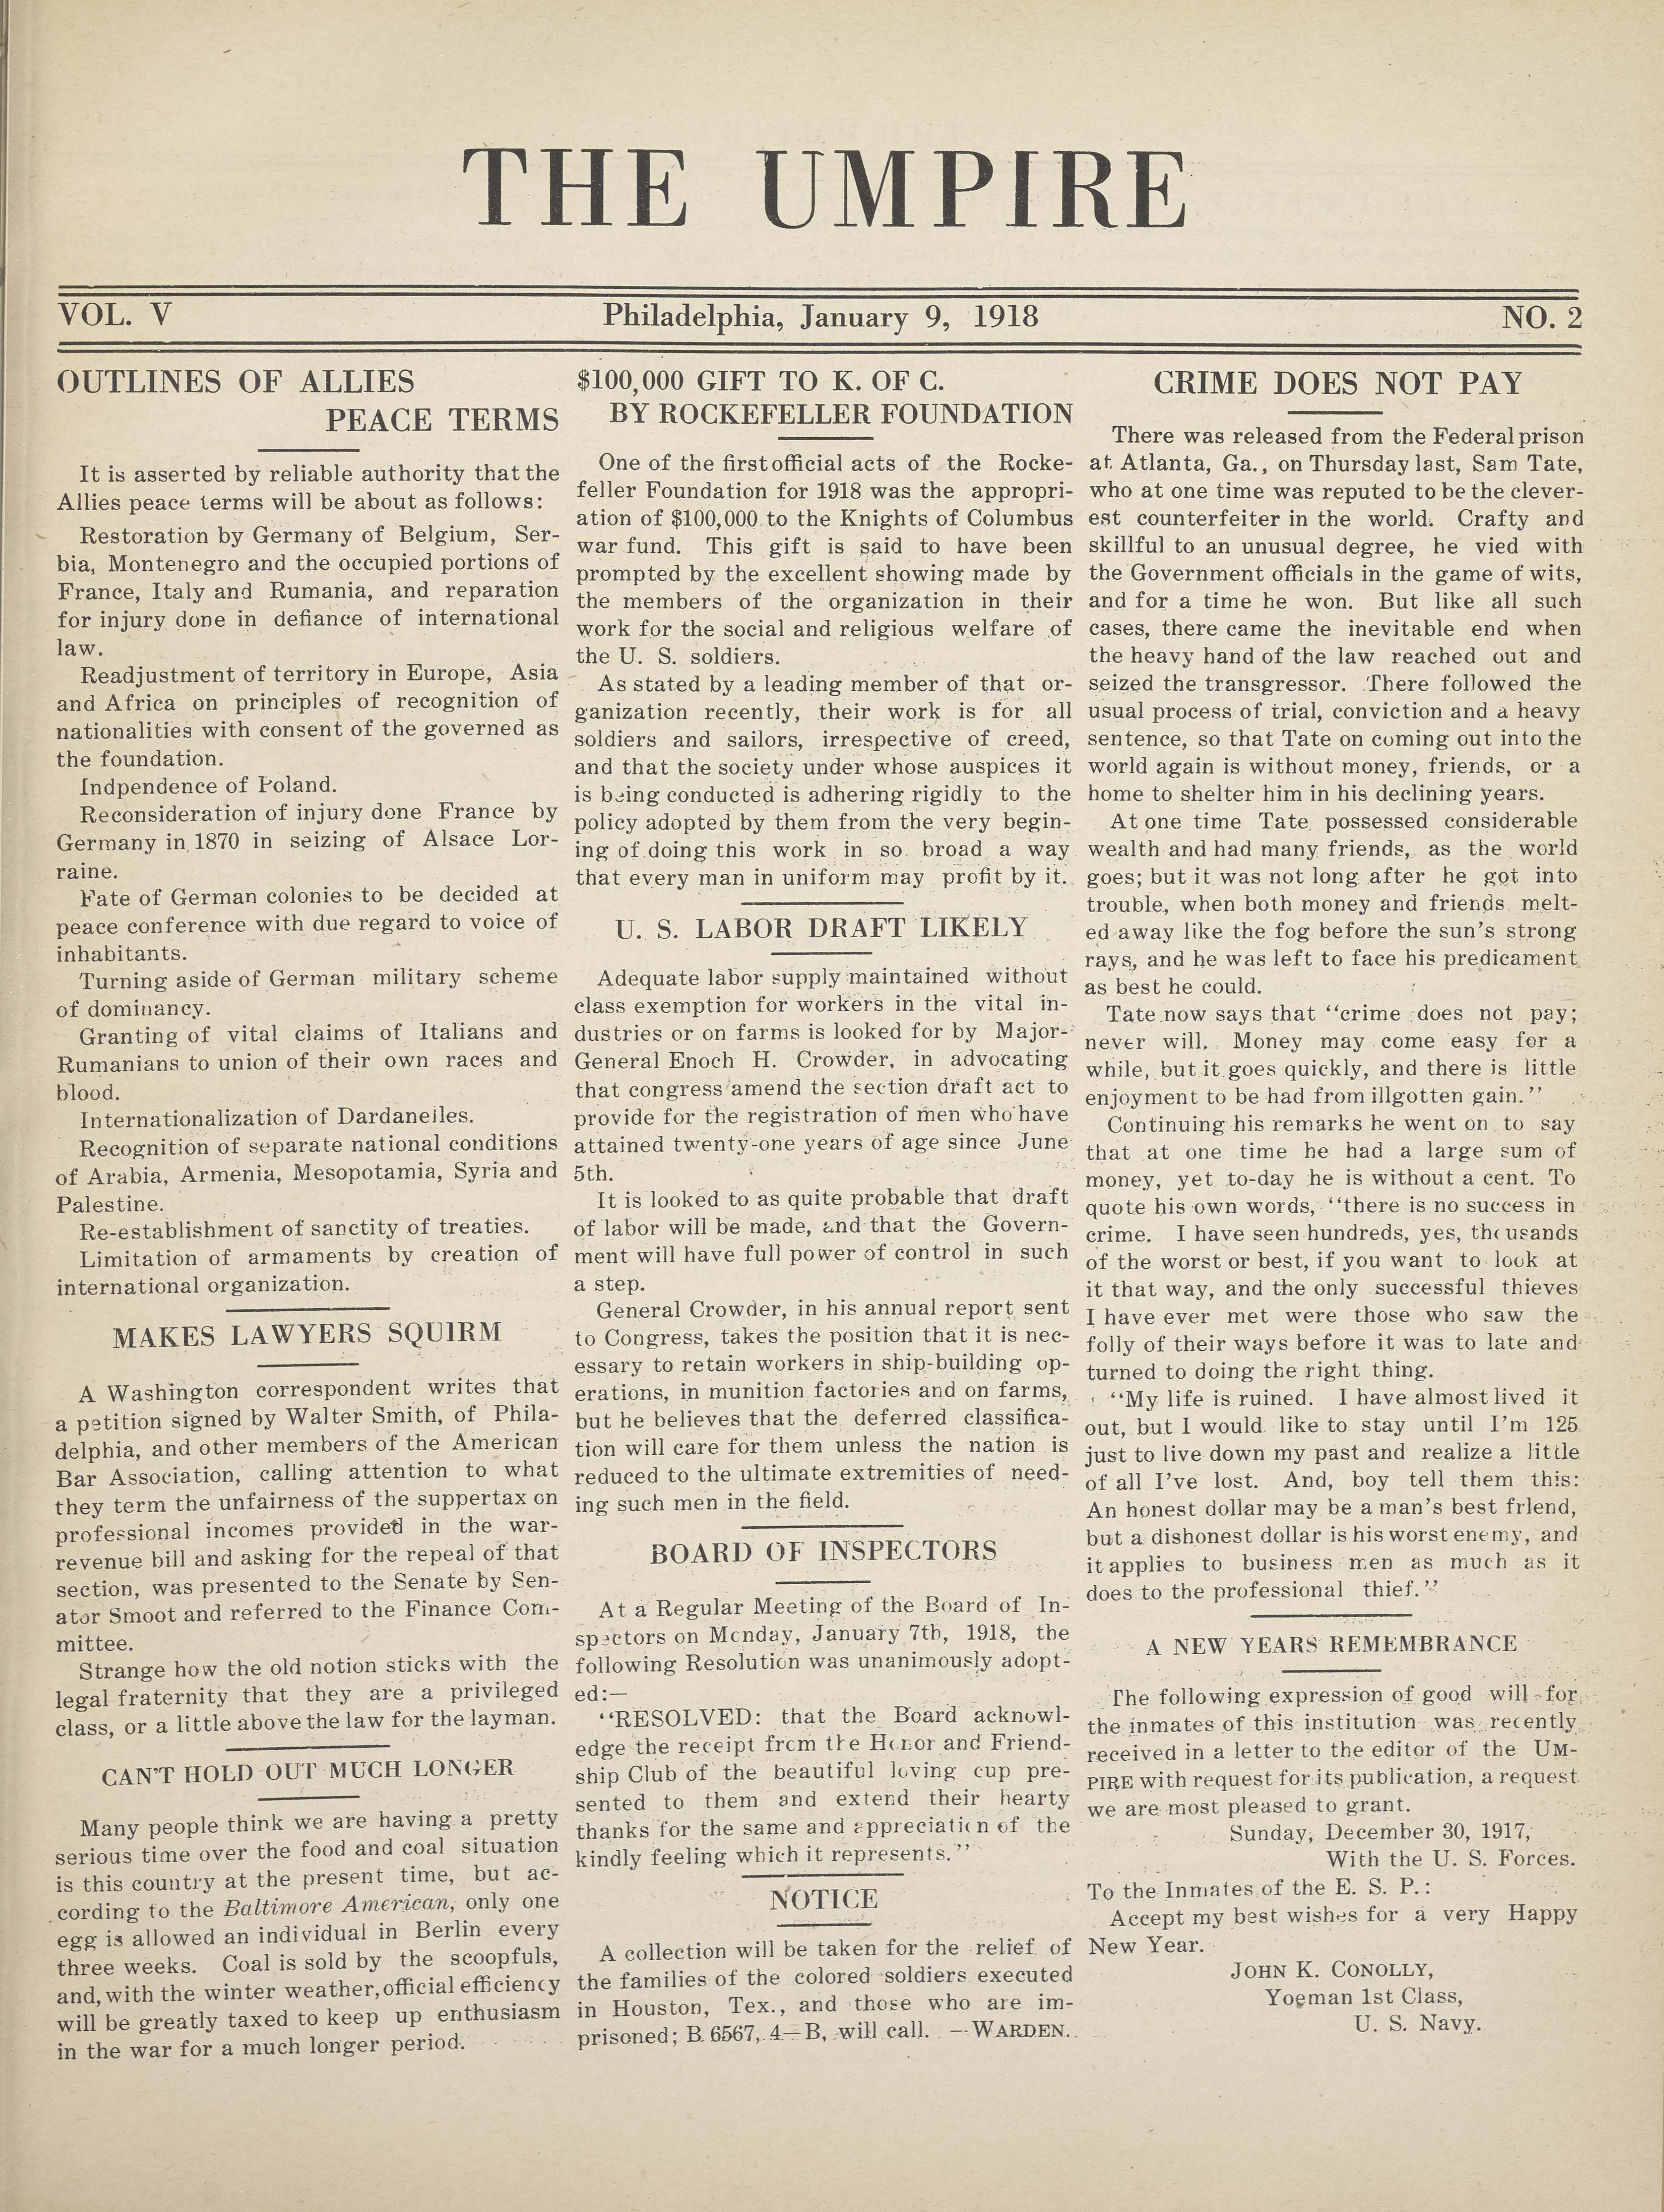 THE UMPIRE
VOL. V
Philadelphia, January 9, 1918
NO. 2
OUTLINES OF ALLIES
PEACE TERMS
It is asserted by reliable authority that the
Allies peace terms will be about as follows:
Restoration by Germany of Belgium, Ser-
bia, Montenegro and the occupied portions of
France, Italy and Rumania, and reparation
for injury done in defiance of international
law.
Readjustment of territory in Europe, Asia
and Africa on principles of recognition of
nationalities with consent of the governed as
the foundation.
Indpendence of Poland.
Reconsideration of injury done France by
Germany in 1870 in seizing of Alsace Lor-
raine.
Fate of German colonies to be decided at
peace conference with due regard to voice of
inhabitants.
Turning aside of German military scheme
of dominancy.
Granting of vital claims of Italians and
Rumanians to union of their own races and
blood.
Internationalization of Dardanelles.
Recognition of separate national conditions
of Arabia, Armenia, Mesopotamia, Syria and
Palestine.
Re-establishment of sanctity of treaties.
Limitation of armaments by creation of
international organization.
MAKES LAWYERS SQUIRM
A Washington correspondent writes that
a petition signed by Walter Smith, of Phila-
delphia, and other members of the American
Bar Association, calling attention to what
they term the unfairness of the suppertax on
professional incomes provided in the war-
revenue bill and asking for the repeal of that
section, was presented to the Senate by Sen-
ator Smoot and referred to the Finance Com-
mittee.
Strange how the old notion sticks with the
legal fraternity that they are a privileged
class, or a little above the law for the layman.
CAN'T HOLD OUT MUCH LONGER
Many people think we are having a pretty
serious time over the food and coal situation
is this country at the present time, but ac-
cording to the Baltimore American, only one
egg is allowed an individual in Berlin every
three weeks. Coal is sold by the scoopfuls,
and, with the winter weather, official efficiency
will be greatly taxed to keep up enthusiasm
in the war for a much longer period.
$100,000 GIFT TO K. OF C.
BY ROCKEFELLER FOUNDATION
One of the first official acts of the Rocke-
feller Foundation for 1918 was the appropri-
ation of $100,000 to the Knights of Columbus
war fund. This gift is said to have been
prompted by the excellent showing made by
the members of the organization in their
work for the social and religious welfare of
the U. S. soldiers.
As stated by a leading member of that or-
ganization recently, their work is for all
soldiers and sailors, irrespective of creed,
and that the society under whose auspices it
is being conducted is adhering rigidly to the
policy adopted by them from the very begin-
ing of doing this work in so broad a way
that every man in uniform may profit by it.
U. S. LABOR DRAFT LIKELY
Adequate labor supply maintained without
class exemption for workers in the vital in-
dustries or on farms is looked for by Major-
General Enoch H. Crowder, in advocating
that congress amend the section draft act to
provide for the registration of men who have
attained twenty-one years of age since June
5th.
It is looked to as quite probable that draft
of labor will be made, and that the Govern-
ment will have full power of control in such
a step.
General Crowder, in his annual report sent
to Congress, takes the position that it is nec-
essary to retain workers in ship-building op-
erations, in munition factories and on farms,
but he believes that the deferred classifica-
tion will care for them unless the nation is
reduced to the ultimate extremities of need-
ing such men in the field.
BOARD OF INSPECTORS
At a Regular Meeting of the Board of In-
spectors on Monday, January 7th, 1918, the
following Resolution was unanimously adopt-
ed:—
"RESOLVED: that the Board acknowl-
edge the receipt from the Honor and Friend-
ship Club of the beautiful loving cup pre-
sented to them and extend their hearty
thanks for the same and appreciation of the
kindly feeling which it represents."
NOTICE
A collection will be taken for the relief of
the families of the colored soldiers executed
in Houston, Tex., and those who are im-
prisoned; B 6567, 4—B, will call. —WARDEN.
CRIME DOES NOT PAY
There was released from the Federal prison
at Atlanta, Ga., on Thursday last, Sam Tate,
who at one time was reputed to be the clever-
est counterfeiter in the world. Crafty and
skillful to an unusual degree, he vied with
the Government officials in the game of wits,
and for a time he won. But like all such
cases, there came the inevitable end when
the heavy hand of the law reached out and
seized the transgressor. There followed the
usual process of trial, conviction and a heavy
sentence, so that Tate on coming out into the
world again is without money, friends, or a
home to shelter him in his declining years.
At one time Tate possessed considerable
wealth and had many friends, as the world
goes; but it was not long after he got into
trouble, when both money and friends melt-
ed away like the fog before the sun's strong
rays, and he was left to face his predicament
as best he could.
Tate now says that "crime does not pay;
never will. Money may come easy for a
while, but it goes quickly, and there is little
enjoyment to be had from illgotten gain."
Continuing his remarks he went on to say
that at one time he had a large sum of
money, yet to-day he is without a cent. To
quote his own words, "there is no success in
crime. I have seen hundreds, yes, thousands
of the worst or best, if you want to look at
it that way, and the only successful thieves
I have ever met were those who saw the
folly of their ways before it was to late and
turned to doing the right thing.
"My life is ruined. I have almost lived it
out, but I would like to stay until I'm 125
just to live down my past and realize a little
of all I've lost. And, boy tell them this:
An honest dollar may be a man's best friend,
but a dishonest dollar is his worst enemy, and
it applies to business men as much as it
does to the professional thief."
A NEW YEARS REMEMBRANCE
The following expression of good will for
the inmates of this institution was recently
received in a letter to the editor of the UM-
PIRE with request for its publication, a request
we are most pleased to grant.
Sunday, December 30, 1917,
With the U. S. Forces.
To the Inmates of the E. S. P.:
Accept my best wishes for a very Happy
New Year.
JOHN K. CONOLLY,
Yoeman 1st Class,
U. S. Navy.